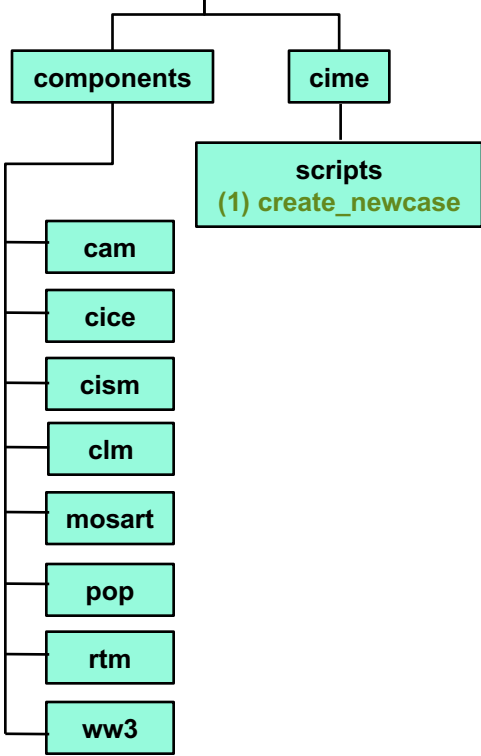 components
cime
scripts
(1) create_newcase
cam
cice
cism
clm
mosart
pop
rtm
ww3